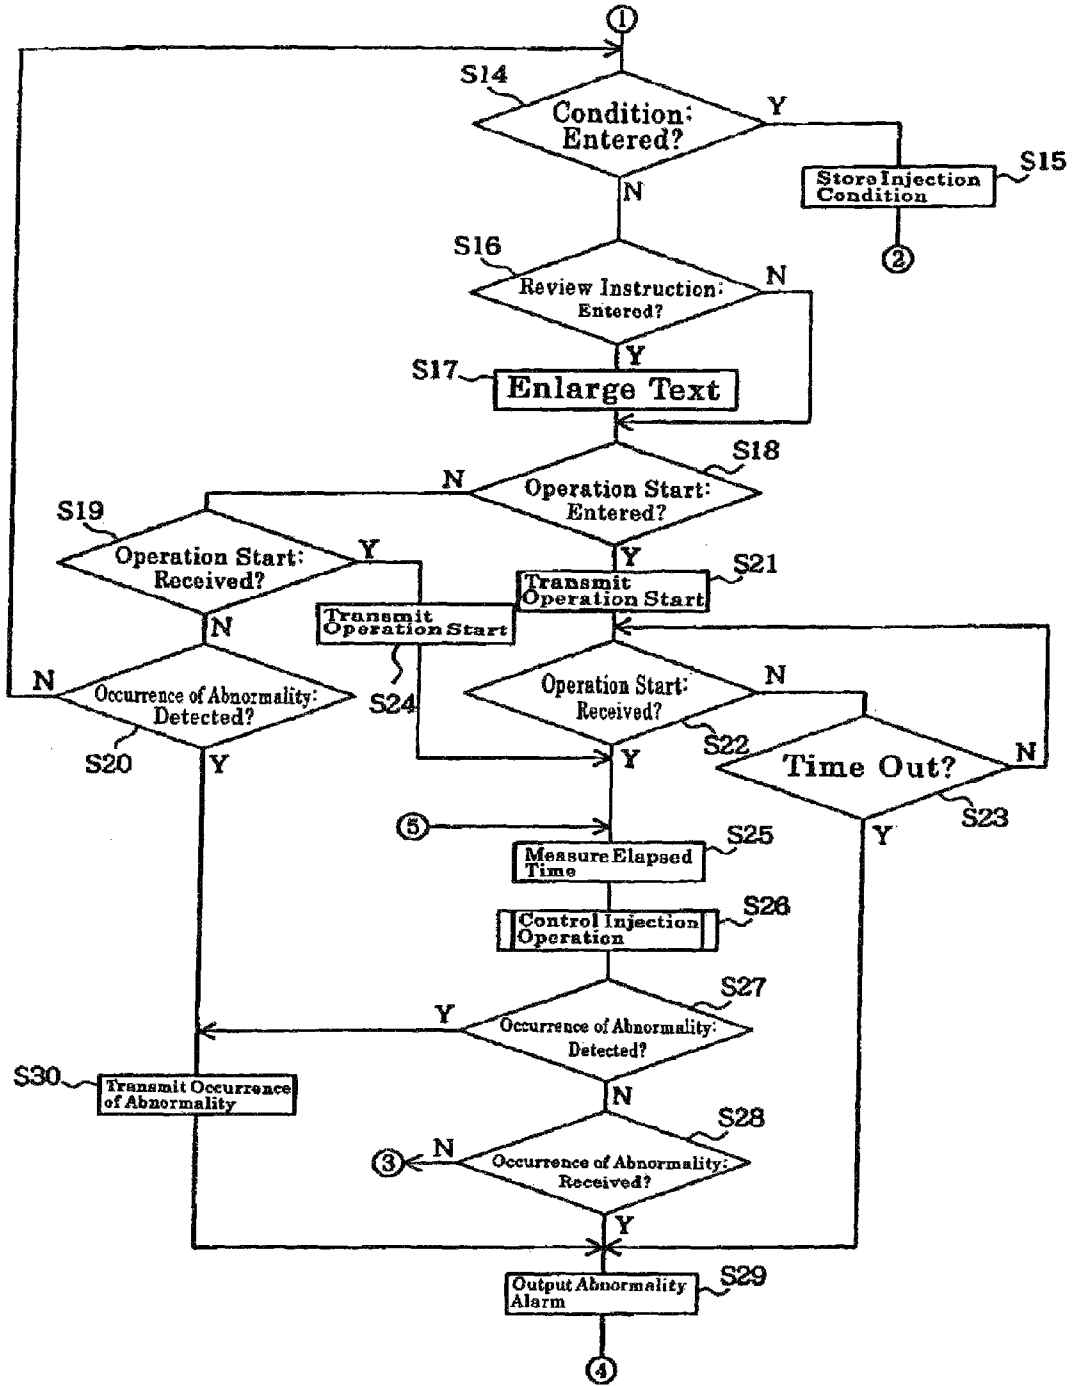 ①
S14
Condition:
Entered?
Y
N
S15
Store Injection
Condition
②
S16
Review Instruction:
Entered?
N
Y
S17
Enlarge Text
S18
Operation Start:
Entered?
N
Y
S19
Operation Start:
Received?
Y
N
S21
Transmit
Operation Start
Transmit
Operation Start
S24
Occurrence of Abnormality:
Detected?
N
S20
Y
Operation Start:
Received?
N
S22
Y
Time Out?
N
S23
Y
⑤
S25
Measure Elapsed
Time
S26
Control Injection
Operation
S27
Occurrence of Abnormality:
Detected?
Y
N
S30
Transmit Occurrence
of Abnormality
S28
Occurrence of Abnormality:
Received?
N
③
Y
S29
Output Abnormality
Alarm
④